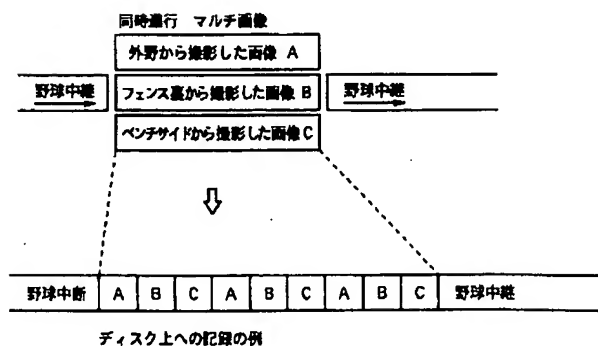 同時進行 マルチ画像
外野から撮影した画像 A
野球中継
フェンス裏から撮影した画像 B
野球中継
ベンチサイドから撮影した画像 C
野球中断
A
B
C
A
B
C
A
B
C
野球中継
ディスク上への記録の例